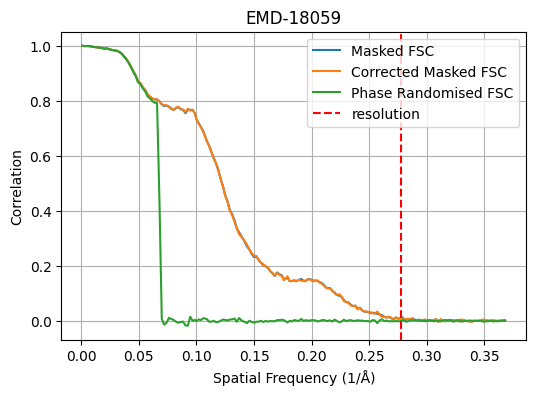 EMD-18059
Masked FSC
Corrected Masked FSC
Phase Randomised FSC
resolution
1.0
0.8
0.6
0.4
0.2
0.0
Correlation
0.00 0.05 0.10 0.15 0.20 0.25 0.30 0.35
Spatial Frequency (1/Å)